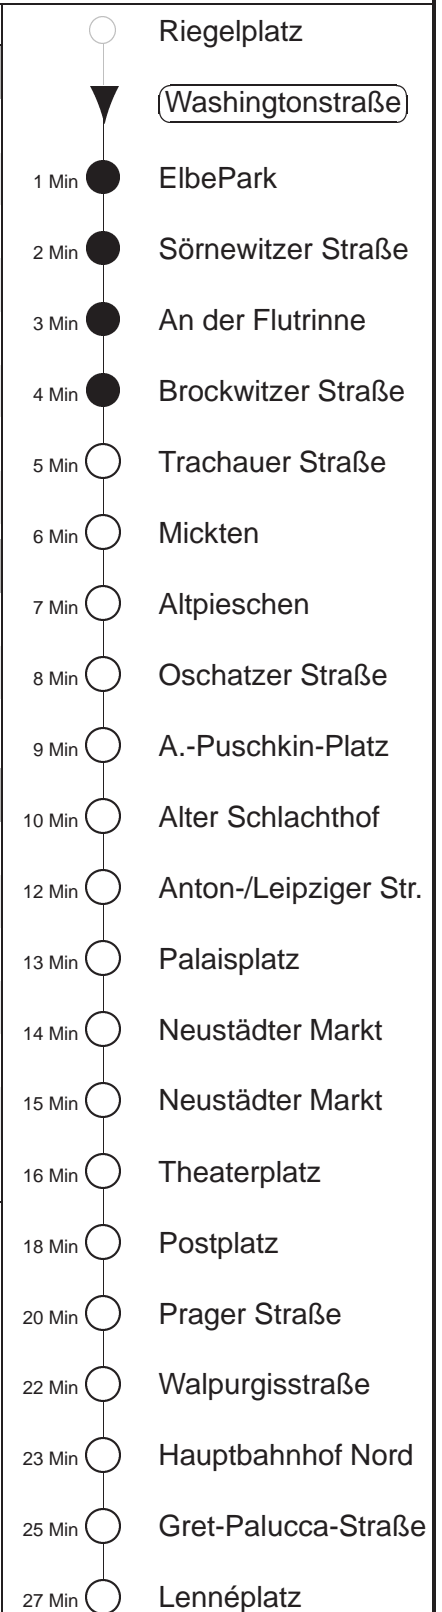 Riegelplatz
Washingtonstraße
1 Min ElbePark
2 Min Sörnewitzer Straße
3 Min An der Flutrinne
4 Min Brockwitzer Straße
5 Min Trachauer Straße
6 Min Mickten
7 Min Altpieschen
8 Min Oschatzer Straße
9 Min A.-Puschkin-Platz
10 Min Alter Schlachthof
12 Min Anton-/Leipziger Str.
13 Min Palaisplatz
14 Min Neustädter Markt
15 Min Neustädter Markt
16 Min Theaterplatz
18 Min Postplatz
20 Min Prager Straße
22 Min Walpurgisstraße
23 Min Hauptbahnhof Nord
25 Min Gret-Palucca-Straße
27 Min Lennéplatz